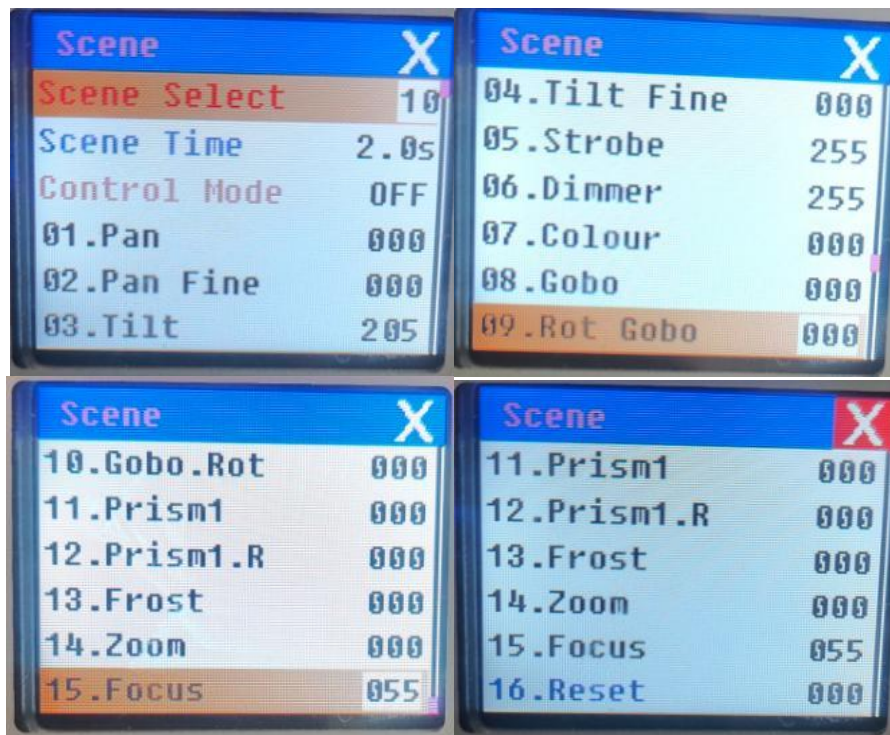 Scene X
Scene Select 10
Scene Time 2.0s
Control Mode OFF
01.Pan 000
02.Pan Fine 000
03.Tilt 205
Scene X
04.Tilt Fine 000
05.Strobe 255
06.Dimmer 255
07.Colour 000
08.Gobo 000
09.Rot Gobo 000
Scene X
10.Gobo.Rot 000
11.Prism1 000
12.Prism1.R 000
13.Frost 000
14.Zoom 000
15.Focus 055
Scene X
11.Prism1 000
12.Prism1.R 000
13.Frost 000
14.Zoom 000
15.Focus 055
16.Reset 000